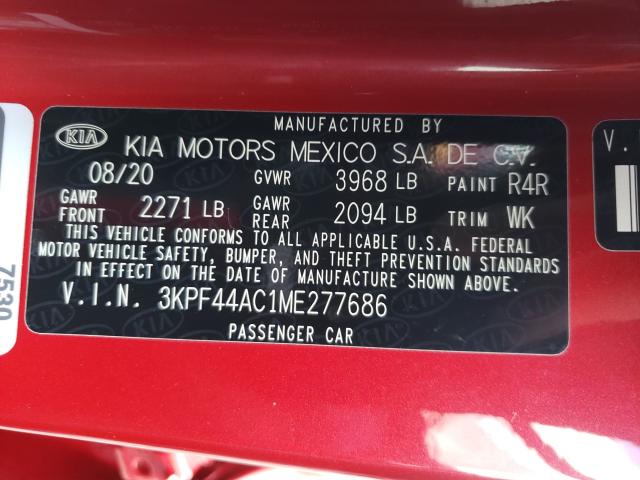 MANUFACTURED BY
KIA KIA MOTORS MEXICO S.A. DE C.V.
08/20 GVWR 3968 LB PAINT R4R
GAWR FRONT 2271 LB GAWR REAR 2094 LB TRIM WK
THIS VEHICLE CONFORMS TO ALL APPLICABLE U.S.A. FEDERAL
MOTOR VEHICLE SAFETY, BUMPER, AND THEFT PREVENTION STANDARDS
IN EFFECT ON THE DATE OF MANUFACTURE SHOWN ABOVE.
V.I.N. 3KPF44AC1ME277686
PASSENGER CAR
7530
V.